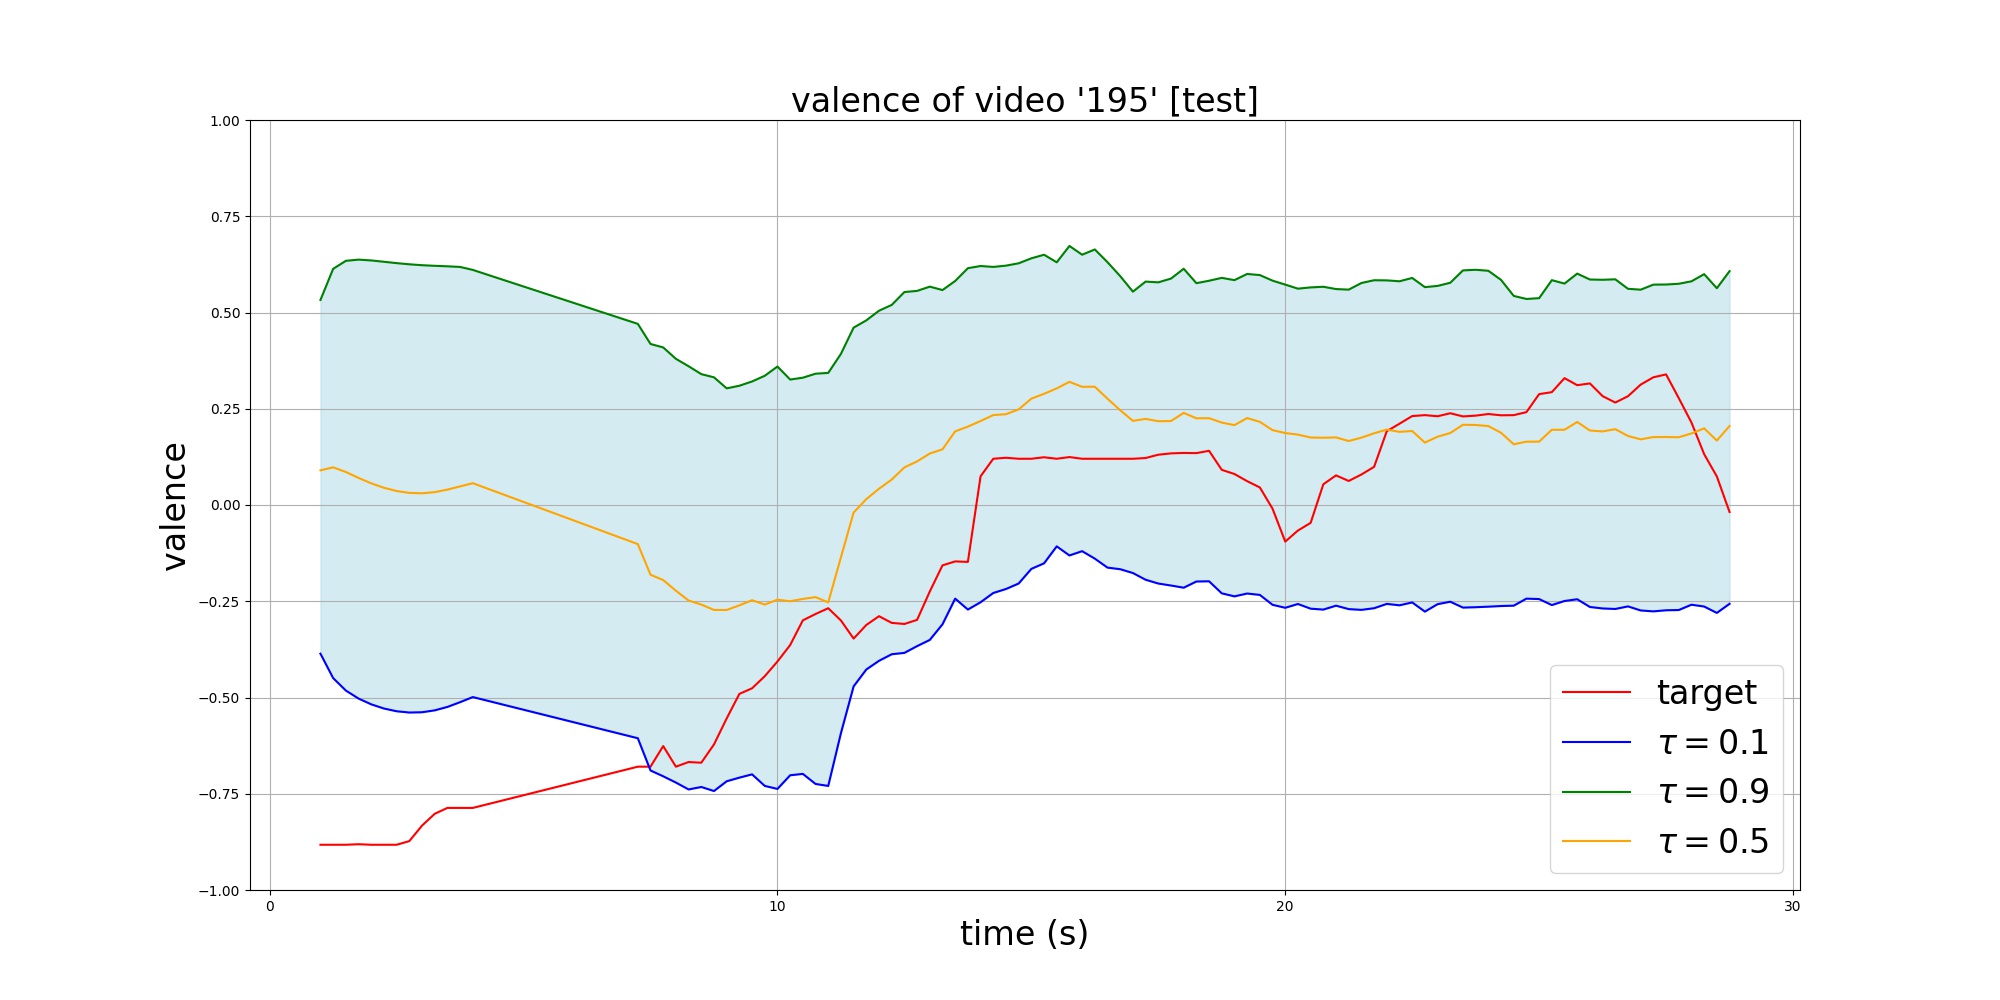 valence of video '195' [test]
1.00
0.75
0.50
0.25
0.00
−0.25
−0.50
−0.75
−1.00
valence
0 10 20 30
time (s)
target
τ = 0.1
τ = 0.9
τ = 0.5